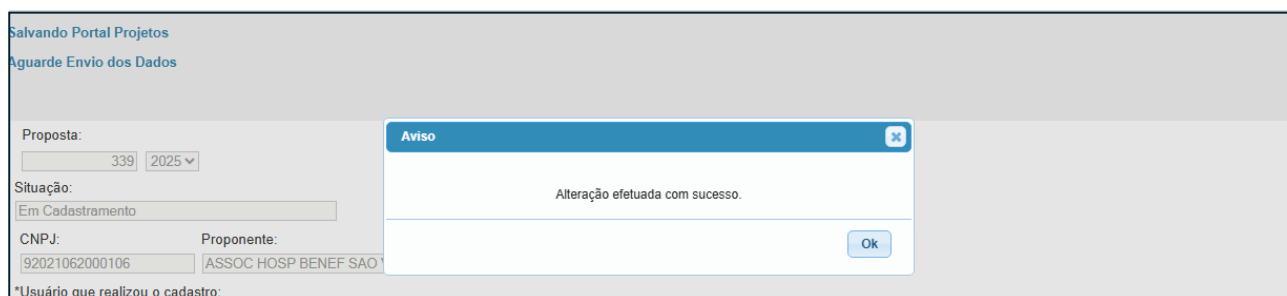 Salvando Portal Projetos
Aguarde Envio dos Dados
Proposta:
339 2025
Situação:
Em Cadastramento
CNPJ: Proponente:
92021062000106 ASSOC HOSP BENEF SAO
*Usuário que realizou o cadastro:
Aviso
Alteração efetuada com sucesso.
Ok